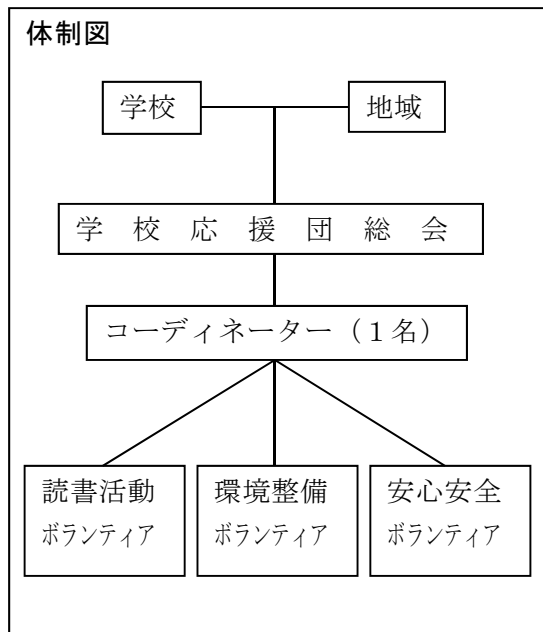 体制図
学校
地域
学校応援団総会
コーディネーター（１名）
読書活動
ボランティア
環境整備
ボランティア
安心安全
ボランティア